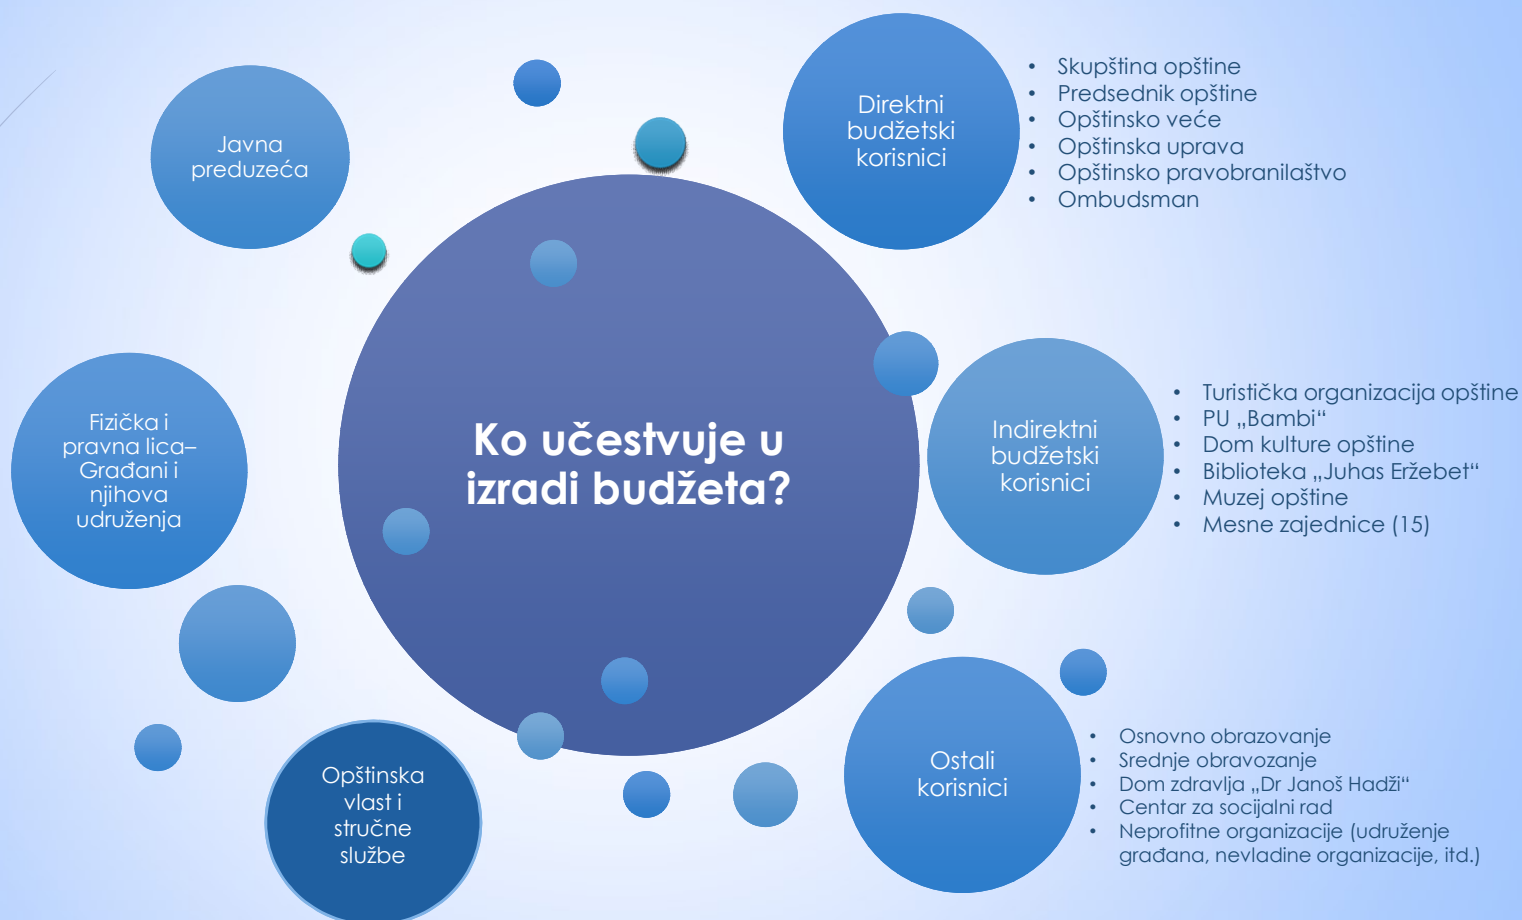 Javna
preduzeća
Direktni
budžetski
korisnici
• Skupština opštine
• Predsednik opštine
• Opštinsko veće
• Opštinska uprava
• Opštinsko pravobranilaštvo
• Ombudsman
Fizička i
pravna lica–
Građani i
njihova
udruženja
Ko učestvuje u
izradi budžeta?
Indirektni
budžetski
korisnici
• Turistička organizacija opštine
• PU „Bambi“
• Dom kulture opštine
• Biblioteka „Juhas Eržebet“
• Muzej opštine
• Mesne zajednice (15)
Opštinska
vlast i
stručne
službe
Ostali
korisnici
• Osnovno obrazovanje
• Srednje obravozanje
• Dom zdravlja „Dr Janoš Hadži“
• Centar za socijalni rad
• Neprofitne organizacije (udruženje
građana, nevladine organizacije, itd.)